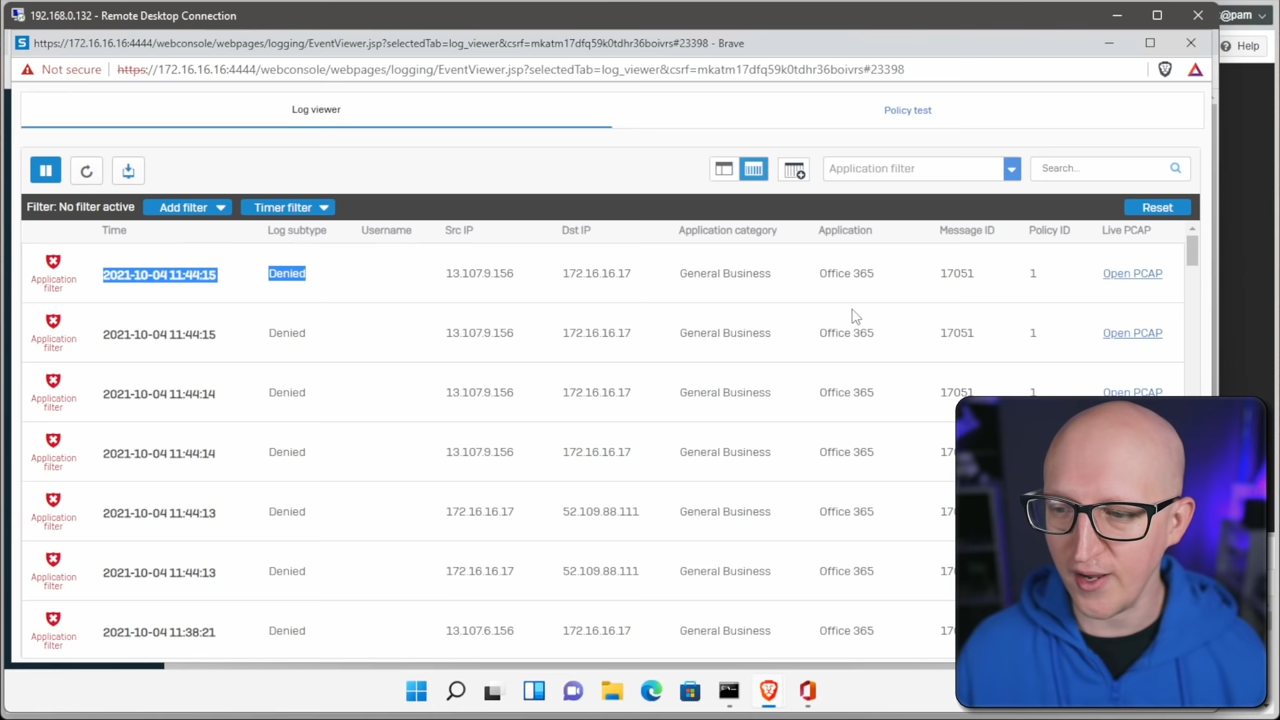 192.168.0.132 - Remote Desktop Connection
@pam
S https://172.16.16.16:4444/webconsole/webpages/logging/EventViewer.jsp?selectedTab=log_viewer&csrf=mkatm17dfq59k0tdhr36boivrs#23398 - Brave
? Help
Not secure https://172.16.16.16:4444/webconsole/webpages/logging/EventViewer.jsp?selectedTab=log_viewer&csrf=mkatm17dfq59k0tdhr36boivrs#23398
Log viewer Policy test
Application filter Search...
Filter: No filter active Add filter Timer filter Reset
Time Log subtype Username Src IP Dst IP Application category Application Message ID Policy ID Live PCAP
Application filter 2021-10-04 11:44:15 Denied 13.107.9.156 172.16.16.17 General Business Office 365 17051 1 Open PCAP
Application filter 2021-10-04 11:44:15 Denied 13.107.9.156 172.16.16.17 General Business Office 365 17051 1 Open PCAP
Application filter 2021-10-04 11:44:14 Denied 13.107.9.156 172.16.16.17 General Business Office 365 17051 1 Open PCAP
Application filter 2021-10-04 11:44:14 Denied 13.107.9.156 172.16.16.17 General Business Office 365
Application filter 2021-10-04 11:44:13 Denied 172.16.16.17 52.109.88.111 General Business Office 365
Application filter 2021-10-04 11:44:13 Denied 172.16.16.17 52.109.88.111 General Business Office 365
Application filter 2021-10-04 11:38:21 Denied 13.107.6.156 172.16.16.17 General Business Office 365